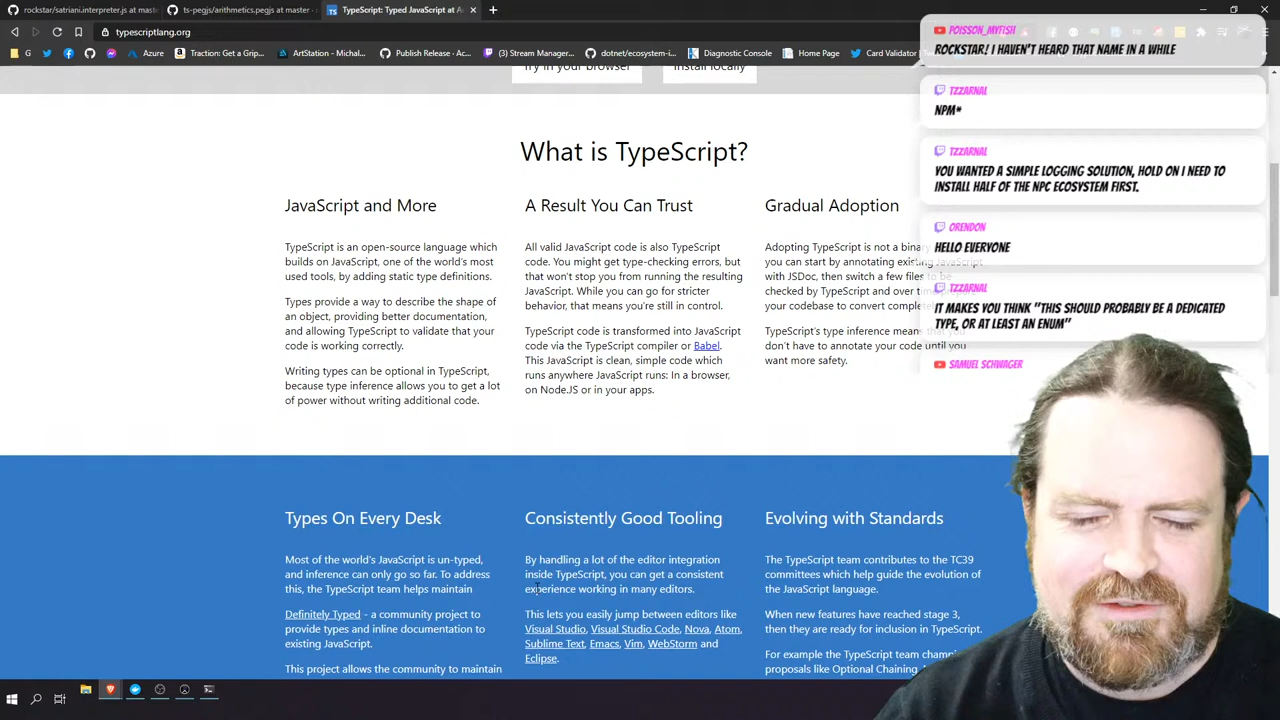 rockstar/satriani.interpreter.js at mast
ts-pegjs/arithmetics.pegjs at master
TypeScript: Typed JavaScript at A
typescriptlang.org
G
Azure
Traction: Get a Grip...
ArtStation - Michal...
Publish Release - Ac...
(3) Stream Manager...
dotnet/ecosystem-i...
Diagnostic Console
Home Page
Card Validator | Tw
Try in your browser
Install locally
What is TypeScript?
JavaScript and More
TypeScript is an open-source language which
builds on JavaScript, one of the world's most
used tools, by adding static type definitions.
Types provide a way to describe the shape of
an object, providing better documentation,
and allowing TypeScript to validate that your
code is working correctly.
Writing types can be optional in TypeScript,
because type inference allows you to get a lot
of power without writing additional code.
A Result You Can Trust
All valid JavaScript code is also TypeScript
code. You might get type-checking errors, but
that won't stop you from running the resulting
JavaScript. While you can go for stricter
behavior, that means you're still in control.
TypeScript code is transformed into JavaScript
code via the TypeScript compiler or Babel.
This JavaScript is clean, simple code which
runs anywhere JavaScript runs: In a browser,
on Node.JS or in your apps.
Gradual Adoption
Adopting TypeScript is not a binary
you can start by annotating existing JavaScript
with JSDoc, then switch a few files to be
checked by TypeScript and over time
your codebase to convert
TypeScript's type inference means that you
don't have to annotate your code until you
want more safety.
Types On Every Desk
Most of the world's JavaScript is un-typed,
and inference can only go so far. To address
this, the TypeScript team helps maintain
Definitely Typed - a community project to
provide types and inline documentation to
existing JavaScript.
This project allows the community to maintain
Consistently Good Tooling
By handling a lot of the editor integration
inside TypeScript, you can get a consistent
experience working in many editors.
This lets you easily jump between editors like
Visual Studio, Visual Studio Code, Nova, Atom,
Sublime Text, Emacs, Vim, WebStorm and
Eclipse.
Evolving with Standards
The TypeScript team contributes to the TC39
committees which help guide the evolution of
the JavaScript language.
When new features have reached stage 3,
then they are ready for inclusion in TypeScript.
For example the TypeScript team champi
proposals like Optional Chaining,
POISSON_MYFISH
ROCKSTAR! I HAVEN'T HEARD THAT NAME IN A WHILE
TZZARNAL
NPM*
TZZARNAL
YOU WANTED A SIMPLE LOGGING SOLUTION, HOLD ON I NEED TO
INSTALL HALF OF THE NPC ECOSYSTEM FIRST.
ORENDON
HELLO EVERYONE
TZZARNAL
IT MAKES YOU THINK "THIS SHOULD PROBABLY BE A DEDICATED
TYPE, OR AT LEAST AN ENUM"
SAMUEL SCHWAGER